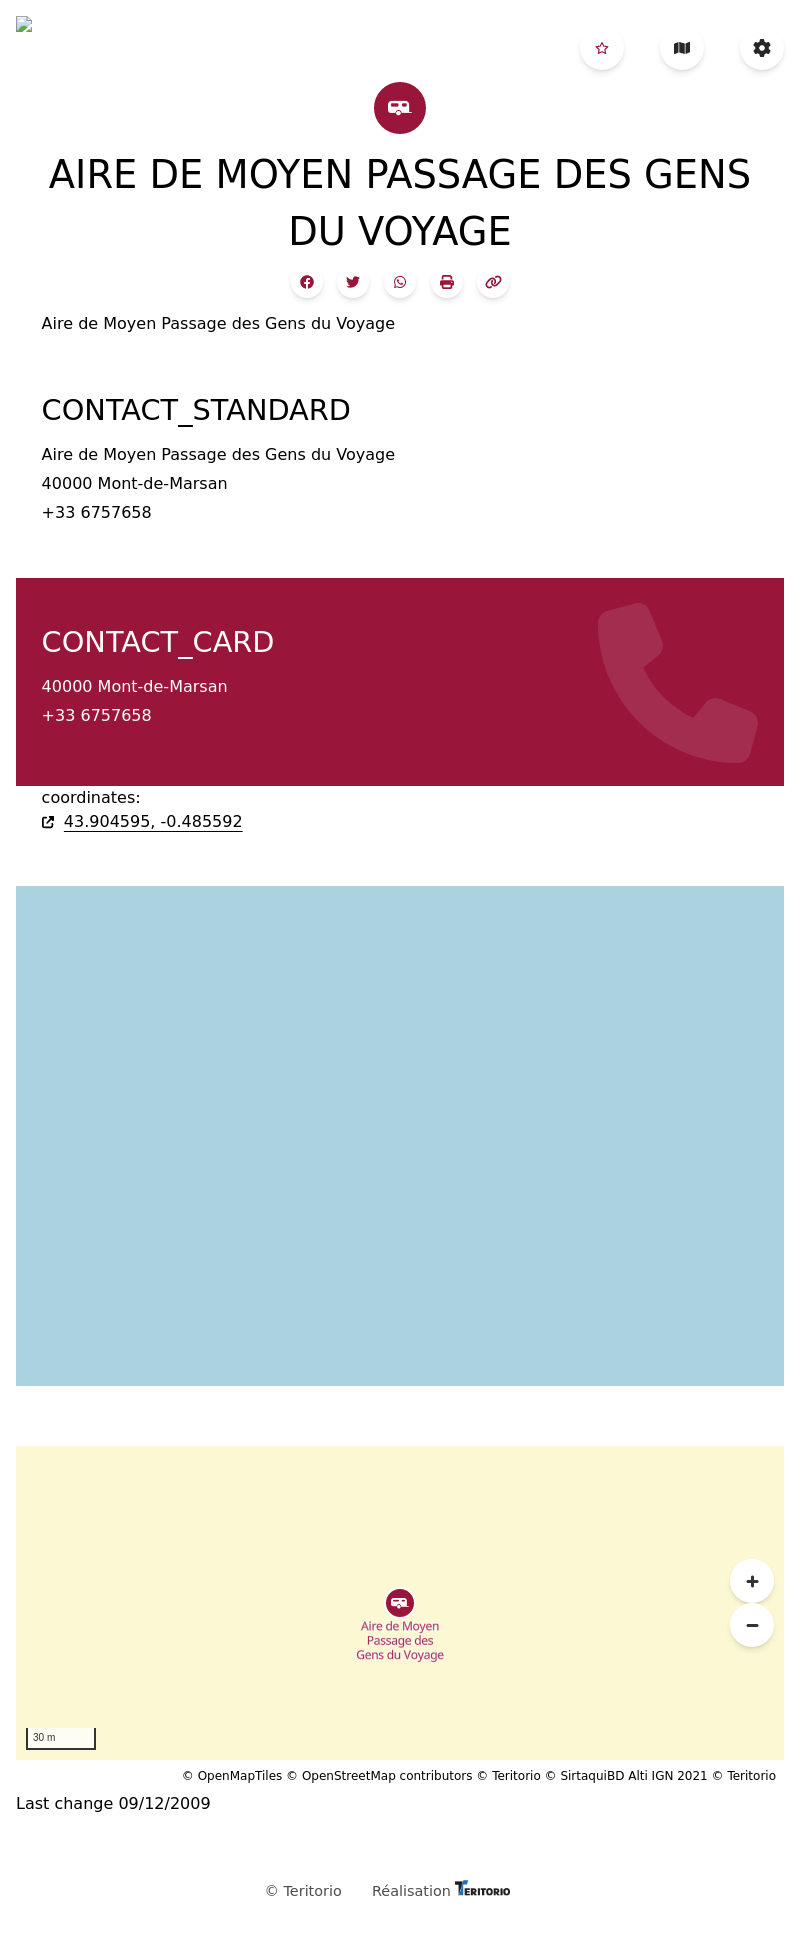 AIRE DE MOYEN PASSAGE DES GENS
DU VOYAGE
Aire de Moyen Passage des Gens du Voyage
CONTACT_STANDARD
Aire de Moyen Passage des Gens du Voyage
40000 Mont-de-Marsan
+33 6757658
CONTACT_CARD
40000 Mont-de-Marsan
+33 6757658
coordinates:
43.904595, -0.485592
Aire de Moyen
Passage des
Gens du Voyage
30 m
© OpenMapTiles © OpenStreetMap contributors © Teritorio © SirtaquiBD Alti IGN 2021 © Teritorio
Last change 09/12/2009
© Teritorio Réalisation TERITORIO